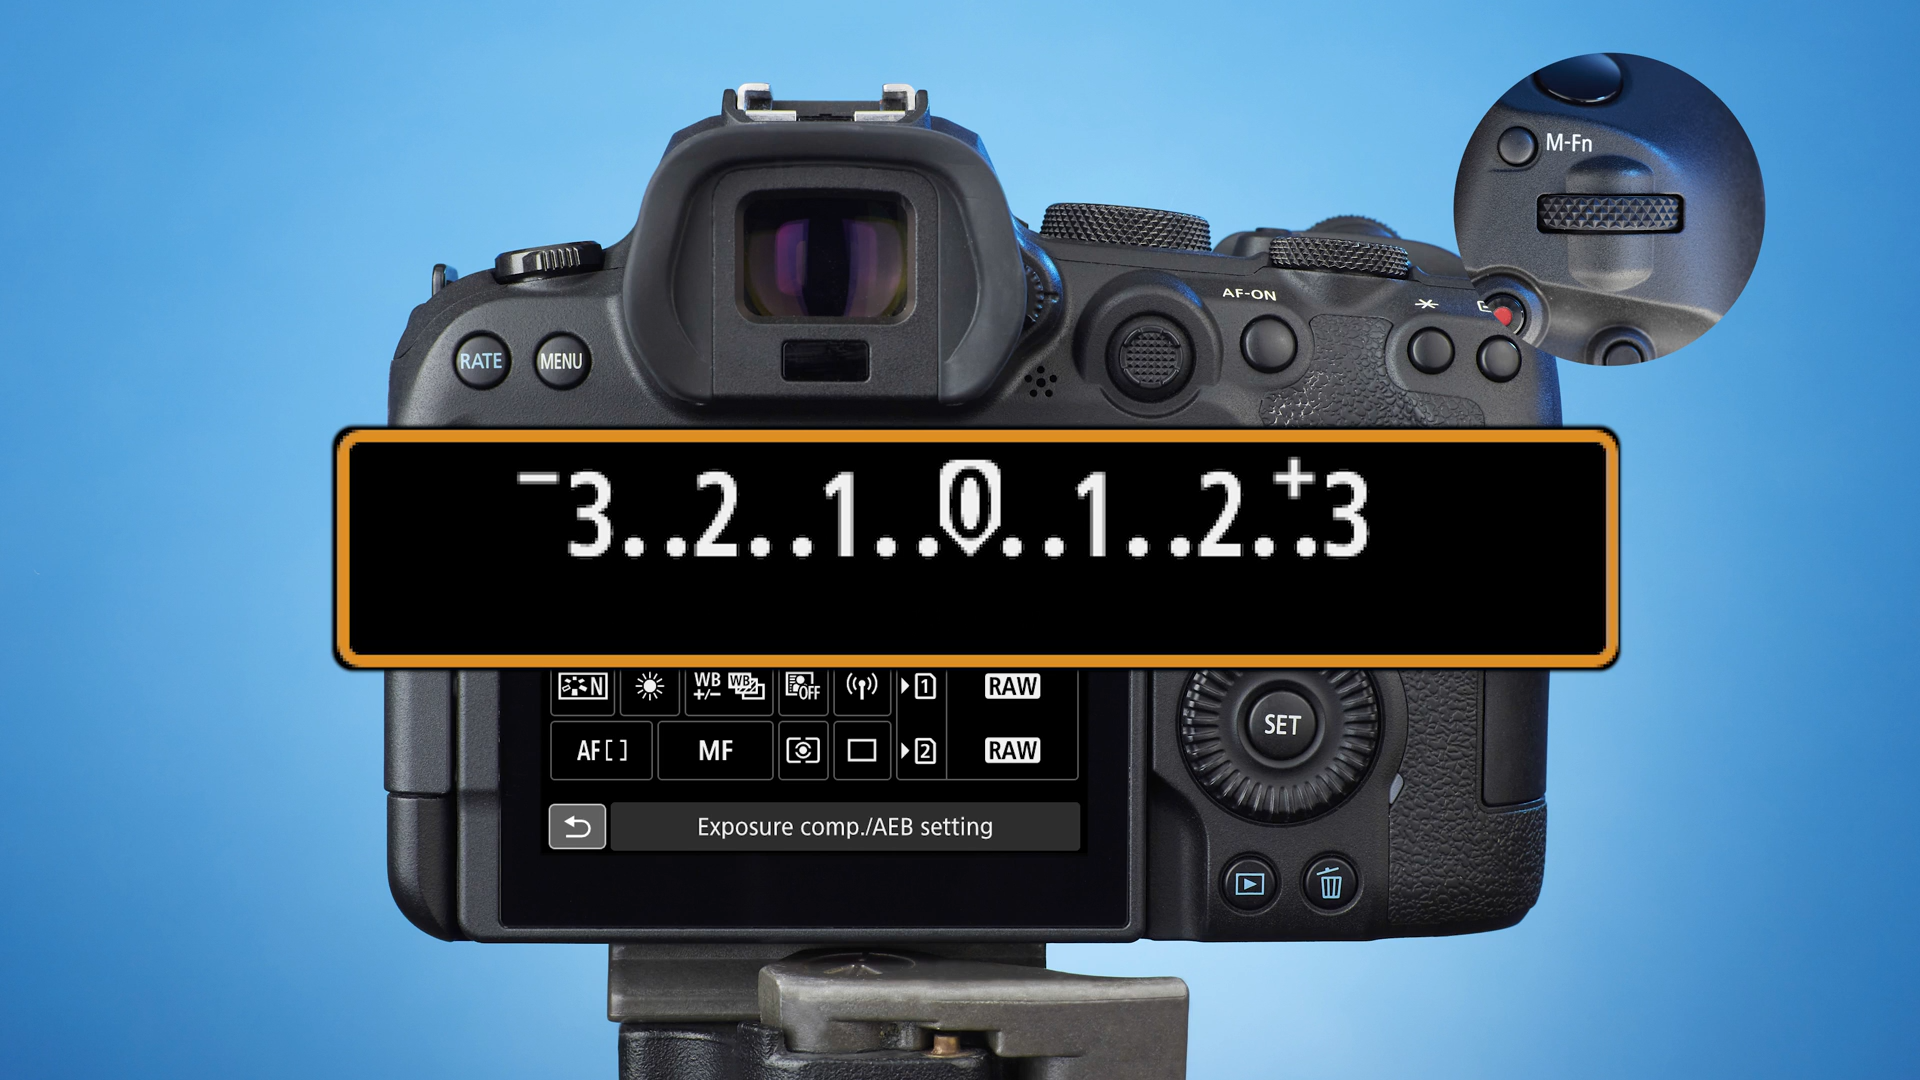 M-Fn
AF-ON
RATE
MENU
−3..2..1..0..1..2..+3
N
WB
+/−
WB
OFF
1
RAW
AF[ ]
MF
2
RAW
SET
Exposure comp./AEB setting